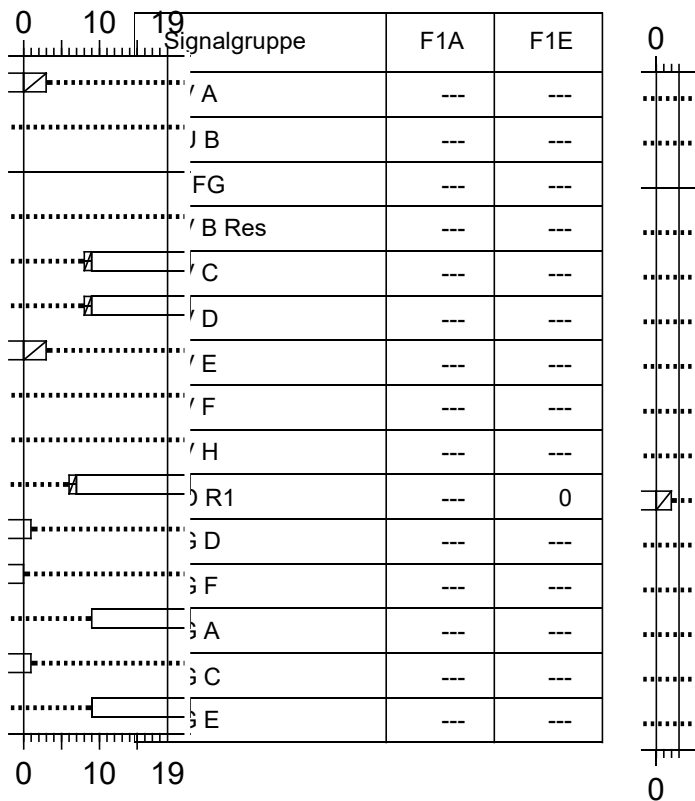 0 10 19
Signalgruppe F1A F1E
0
A --- ---
B --- ---
FG --- ---
B Res --- ---
C --- ---
D --- ---
E --- ---
F --- ---
H --- ---
R1 --- 0
D --- ---
F --- ---
A --- ---
C --- ---
E --- ---
0 10 19
0